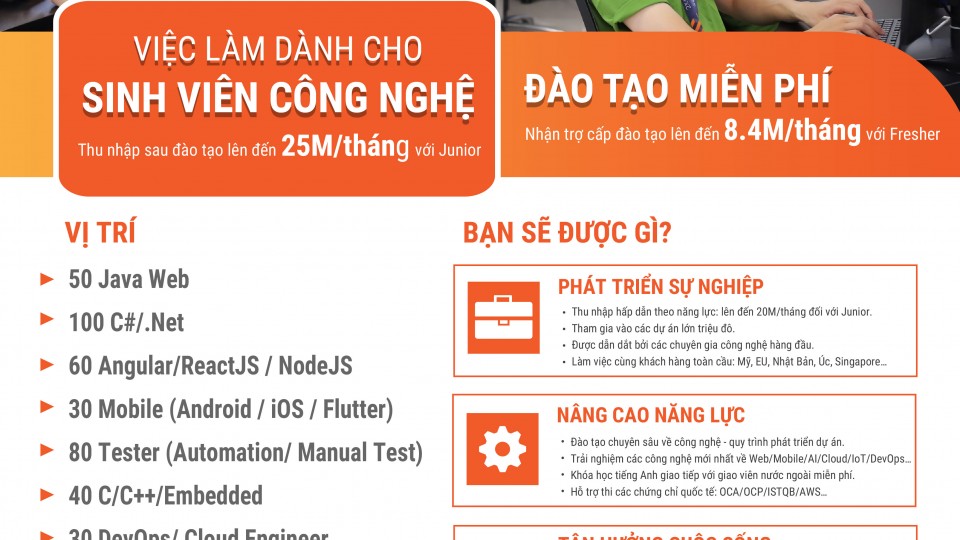 VIỆC LÀM DÀNH CHO
SINH VIÊN CÔNG NGHỆ
Thu nhập sau đào tạo lên đến 25M/tháng với Junior
ĐÀO TẠO MIỄN PHÍ
Nhận trợ cấp đào tạo lên đến 8.4M/tháng với Fresher
VỊ TRÍ
50 Java Web
100 C#/.Net
60 Angular/ReactJS / NodeJS
30 Mobile (Android / iOS / Flutter)
80 Tester (Automation/ Manual Test)
40 C/C++/Embedded
30 DevOps/ Cloud Engineer
BẠN SẼ ĐƯỢC GÌ?
PHÁT TRIỂN SỰ NGHIỆP
• Thu nhập hấp dẫn theo năng lực: lên đến 20M/tháng đối với Junior.
• Tham gia vào các dự án lớn triệu đô.
• Được dẫn dắt bởi các chuyên gia công nghệ hàng đầu.
• Làm việc cùng khách hàng toàn cầu: Mỹ, EU, Nhật Bản, Úc, Singapore…
NÂNG CAO NĂNG LỰC
• Đào tạo chuyên sâu về công nghệ - quy trình phát triển dự án.
• Trải nghiệm các công nghệ mới nhất về Web/Mobile/AI/Cloud/IoT/DevOps…
• Khóa học tiếng Anh giao tiếp với giáo viên nước ngoài miễn phí.
• Hỗ trợ thi các chứng chỉ quốc tế: OCA/OCP/ISTQB/AWS…
TẬN HƯỞNG CUỘC SỐNG